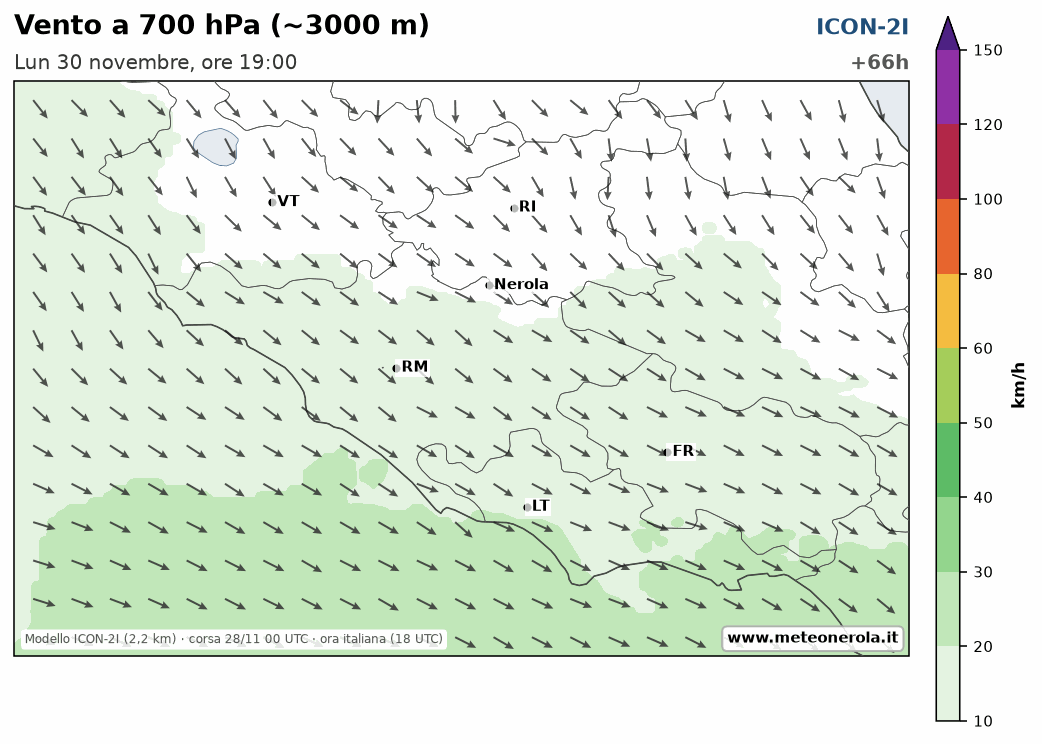 Vento a 700 hPa (~3000 m)
ICON-2I
Lun 30 novembre, ore 19:00
+66h
VT
RI
Nerola
RM
FR
LT
Modello ICON-2I (2,2 km) · corsa 28/11 00 UTC · ora italiana (18 UTC)
www.meteonerola.it
150
120
100
80
60
50
40
30
20
10
km/h